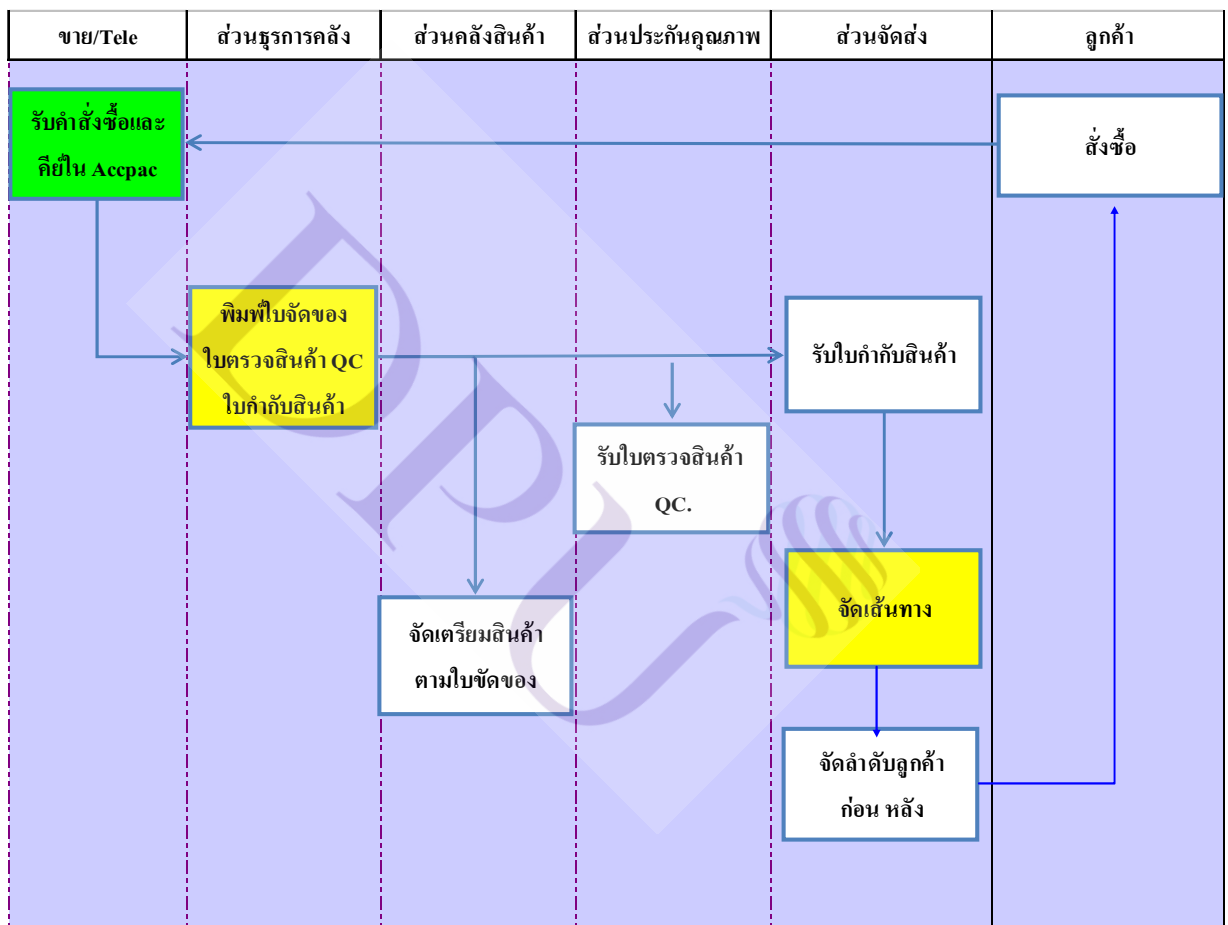 ขาย/Tele
ส่วนธุรการคลัง
ส่วนคลังสินค้า
ส่วนประกันคุณภาพ
ส่วนจัดส่ง
ลูกค้า
รับคำสั่งซื้อและ
คีย์ใน Accpac
สั่งซื้อ
พิมพ์ใบจัดของ
ใบตรวจสินค้า QC
ใบกำกับสินค้า
รับใบกำกับสินค้า
รับใบตรวจสินค้า
QC.
จัดเส้นทาง
จัดเตรียมสินค้า
ตามใบขัดของ
จัดลำดับลูกค้า
ก่อน หลัง
DPU